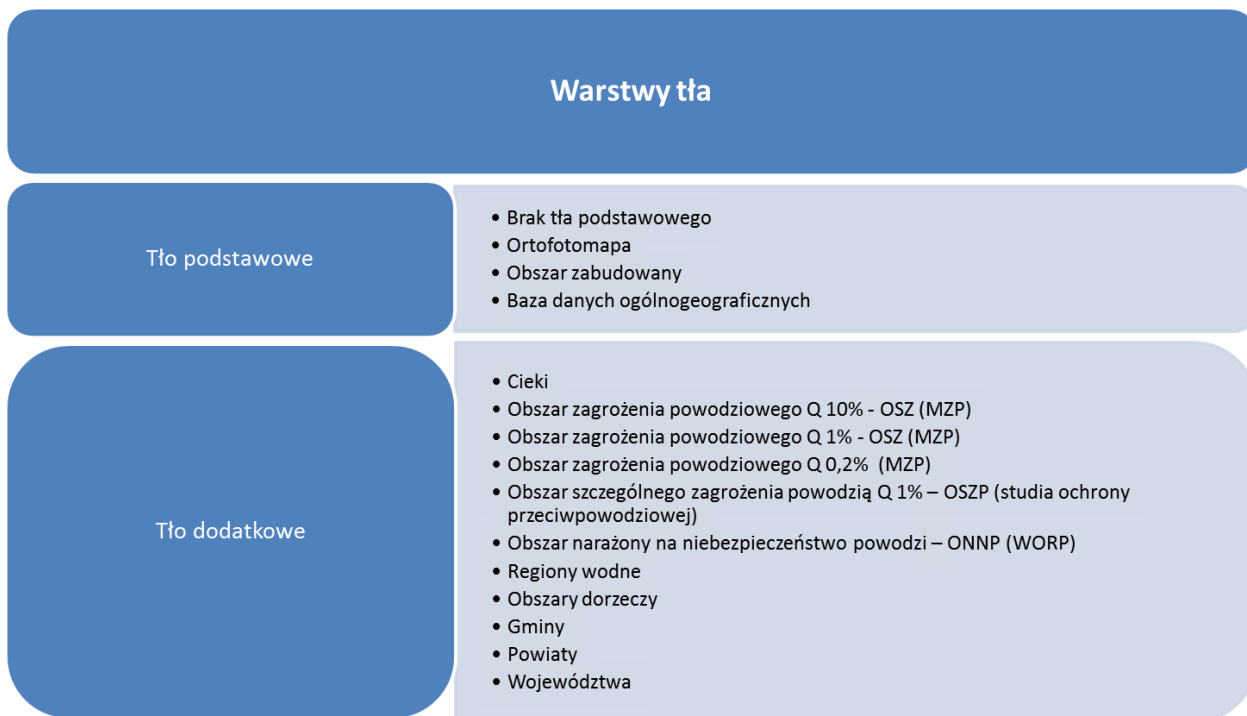 Warstwy tła
Tło podstawowe
• Brak tła podstawowego
• Ortofotomapa
• Obszar zabudowany
• Baza danych ogólnogeograficznych
Tło dodatkowe
• Cieki
• Obszar zagrożenia powodziowego Q 10% - OSZ (MZP)
• Obszar zagrożenia powodziowego Q 1% - OSZ (MZP)
• Obszar zagrożenia powodziowego Q 0,2%  (MZP)
• Obszar szczególnego zagrożenia powodzią Q 1% – OSZP (studia ochrony
przeciwpowodziowej)
• Obszar narażony na niebezpieczeństwo powodzi – ONNP (WORP)
• Regiony wodne
• Obszary dorzeczy
• Gminy
• Powiaty
• Województwa